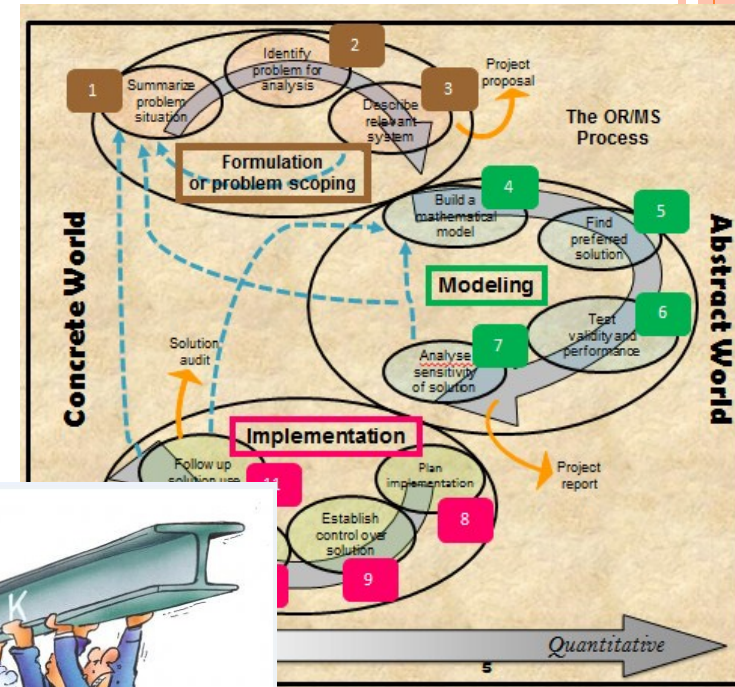 1
Summarize
problem
situation
2
Identify
problem for
analysis
3
Describe
relevant
system
Project
proposal
The OR/MS
Process
Formulation
or problem scoping
4
Build a
mathematical
model
5
Find
preferred
solution
Modeling
6
Test
validity and
performance
7
Analyse
sensitivity
of solution
Concrete World
Abstract World
Solution
audit
Project
report
Implementation
Follow up
solution use
11
Plan
implementation
8
Establish
control over
solution
9
K
Quantitative
5